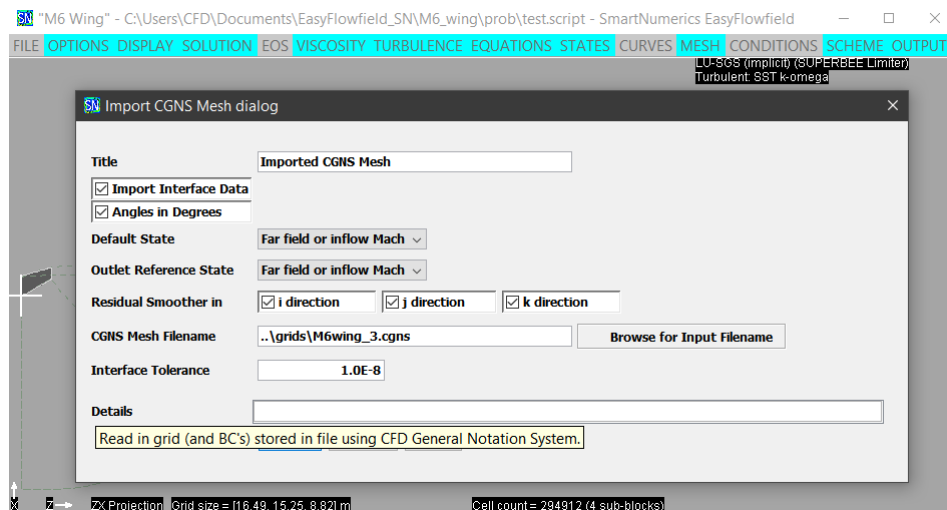 SN "M6 Wing" - C:\Users\CFD\Documents\EasyFlowfield_SN\M6_wing\prob\test.script - SmartNumerics EasyFlowfield
FILE OPTIONS DISPLAY SOLUTION EOS VISCOSITY TURBULENCE EQUATIONS STATES CURVES MESH CONDITIONS SCHEME OUTPUT
LU-SGS (implicit) (SUPERBEE Limiter)
Turbulent: SST k-omega
SN Import CGNS Mesh dialog
Title Imported CGNS Mesh
Import Interface Data
Angles in Degrees
Default State Far field or inflow Mach
Outlet Reference State Far field or inflow Mach
Residual Smoother in i direction j direction k direction
CGNS Mesh Filename ..\grids\M6wing_3.cgns Browse for Input Filename
Interface Tolerance 1.0E-8
Details
Read in grid (and BC's) stored in file using CFD General Notation System.
X Z ZX Projection Grid size = [16.49, 15.25, 8.82] m Cell count = 294912 (4 sub-blocks)